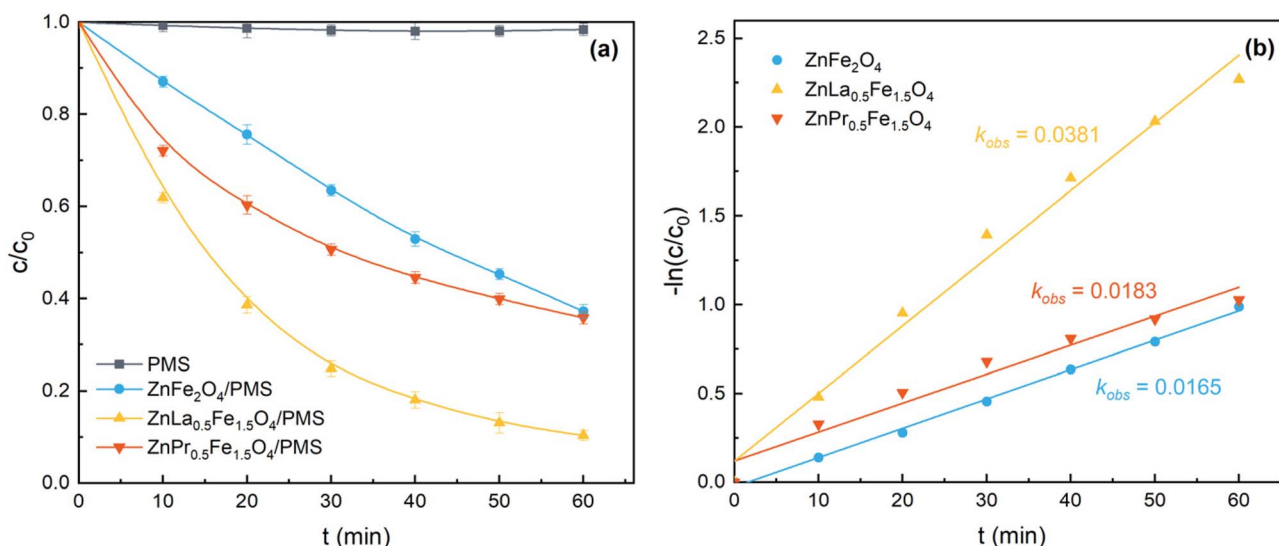 (a)
c/c₀
1.0
0.8
0.6
0.4
0.2
0.0
PMS
ZnFe₂O₄/PMS
ZnLa₀.₅Fe₁.₅O₄/PMS
ZnPr₀.₅Fe₁.₅O₄/PMS
0 10 20 30 40 50 60
t (min)
(b)
-ln(c/c₀)
2.5
2.0
1.5
1.0
0.5
0.0
ZnFe₂O₄
ZnLa₀.₅Fe₁.₅O₄
ZnPr₀.₅Fe₁.₅O₄
k_obs = 0.0381
k_obs = 0.0183
k_obs = 0.0165
0 10 20 30 40 50 60
t (min)